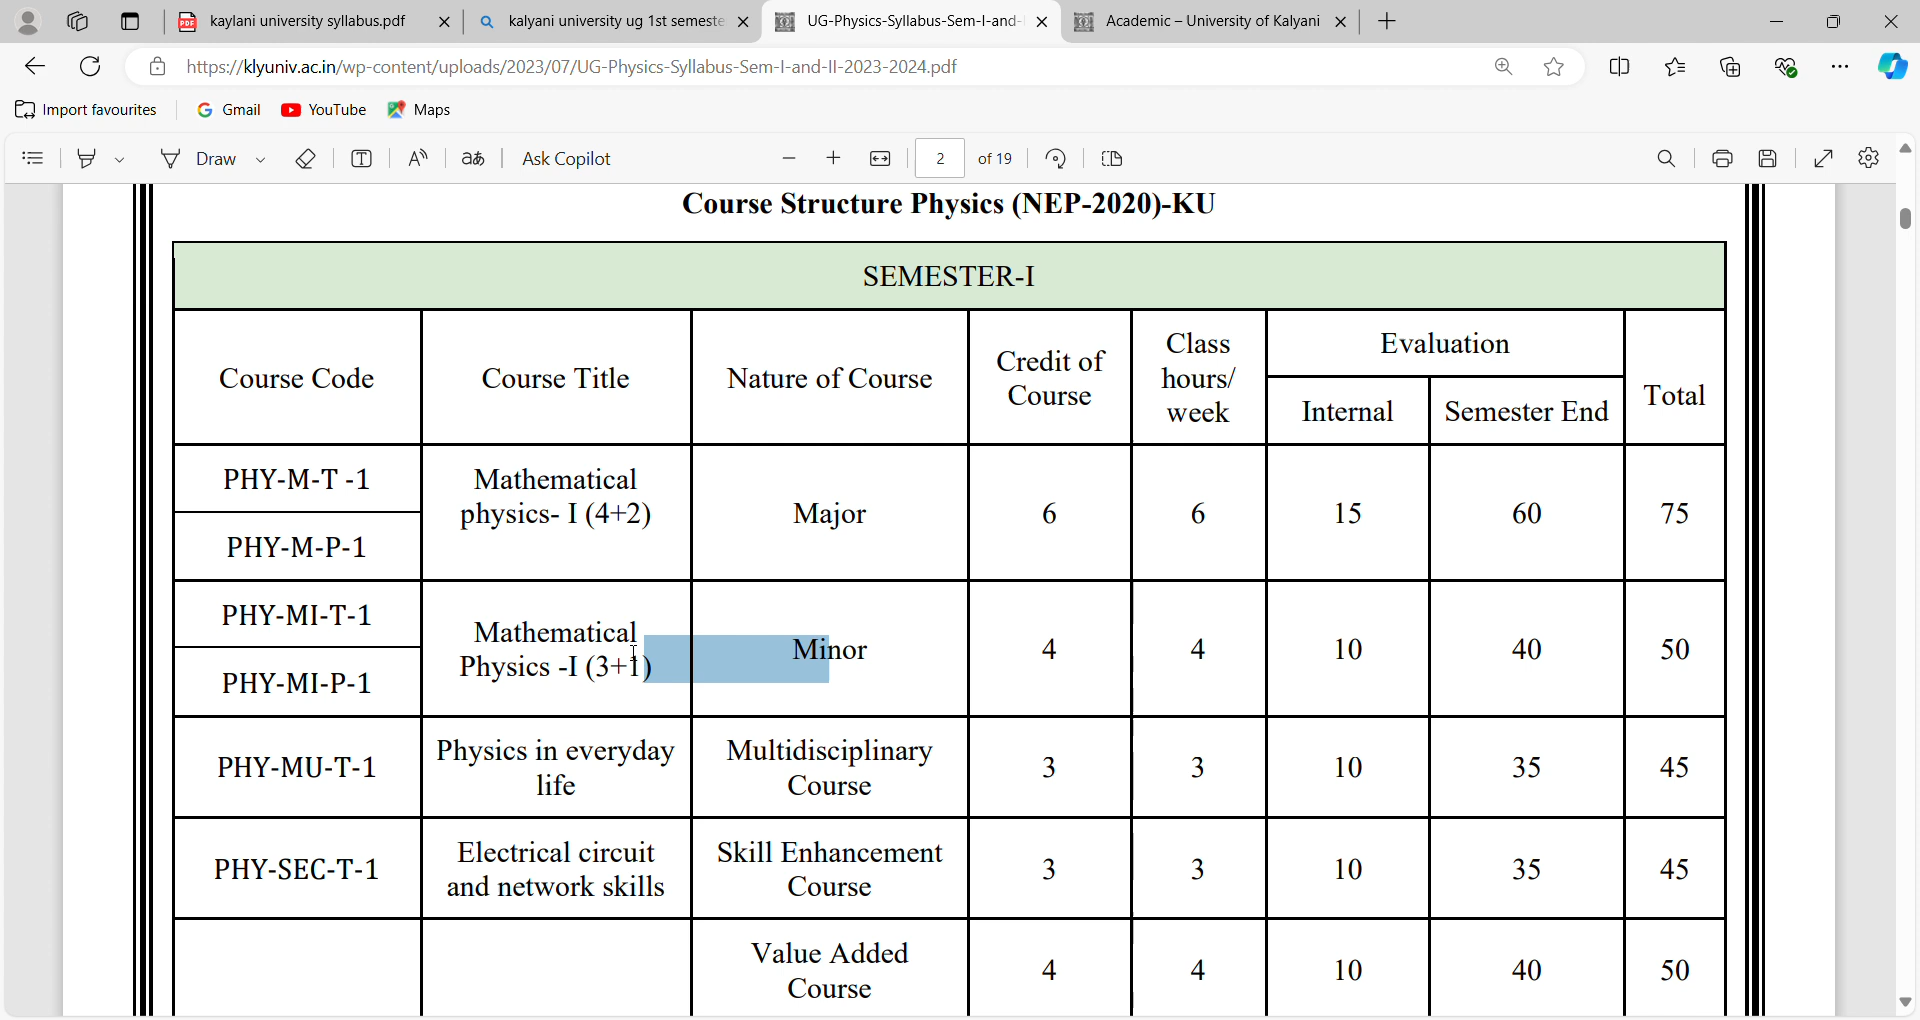 kaylani university syllabus.pdf
kalyani university ug 1st semeste
UG-Physics-Syllabus-Sem-I-and-
Academic – University of Kalyani
https://klyuniv.ac.in/wp-content/uploads/2023/07/UG-Physics-Syllabus-Sem-I-and-II-2023-2024.pdf
Import favourites
Gmail
YouTube
Maps
Draw
Ask Copilot
2 of 19
Course Structure Physics (NEP-2020)-KU
SEMESTER-I
Course Code
Course Title
Nature of Course
Credit of
Course
Class
hours/
week
Evaluation
Internal
Semester End
Total
PHY-M-T -1
PHY-M-P-1
Mathematical
physics- I (4+2)
Major
6
6
15
60
75
PHY-MI-T-1
PHY-MI-P-1
Mathematical
Physics -I (3+1)
Minor
4
4
10
40
50
PHY-MU-T-1
Physics in everyday
life
Multidisciplinary
Course
3
3
10
35
45
PHY-SEC-T-1
Electrical circuit
and network skills
Skill Enhancement
Course
3
3
10
35
45
Value Added
Course
4
4
10
40
50